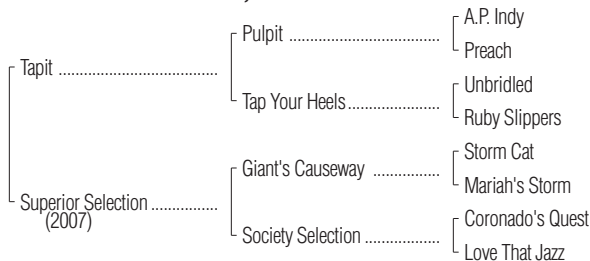 A.P. Indy
Pulpit ........................................
Preach
Tapit ........................................
Unbridled
Tap Your Heels ........................
Ruby Slippers
Storm Cat
Giant's Causeway .................
Mariah's Storm
Superior Selection .................
(2007)
Coronado's Quest
Society Selection ...................
Love That Jazz